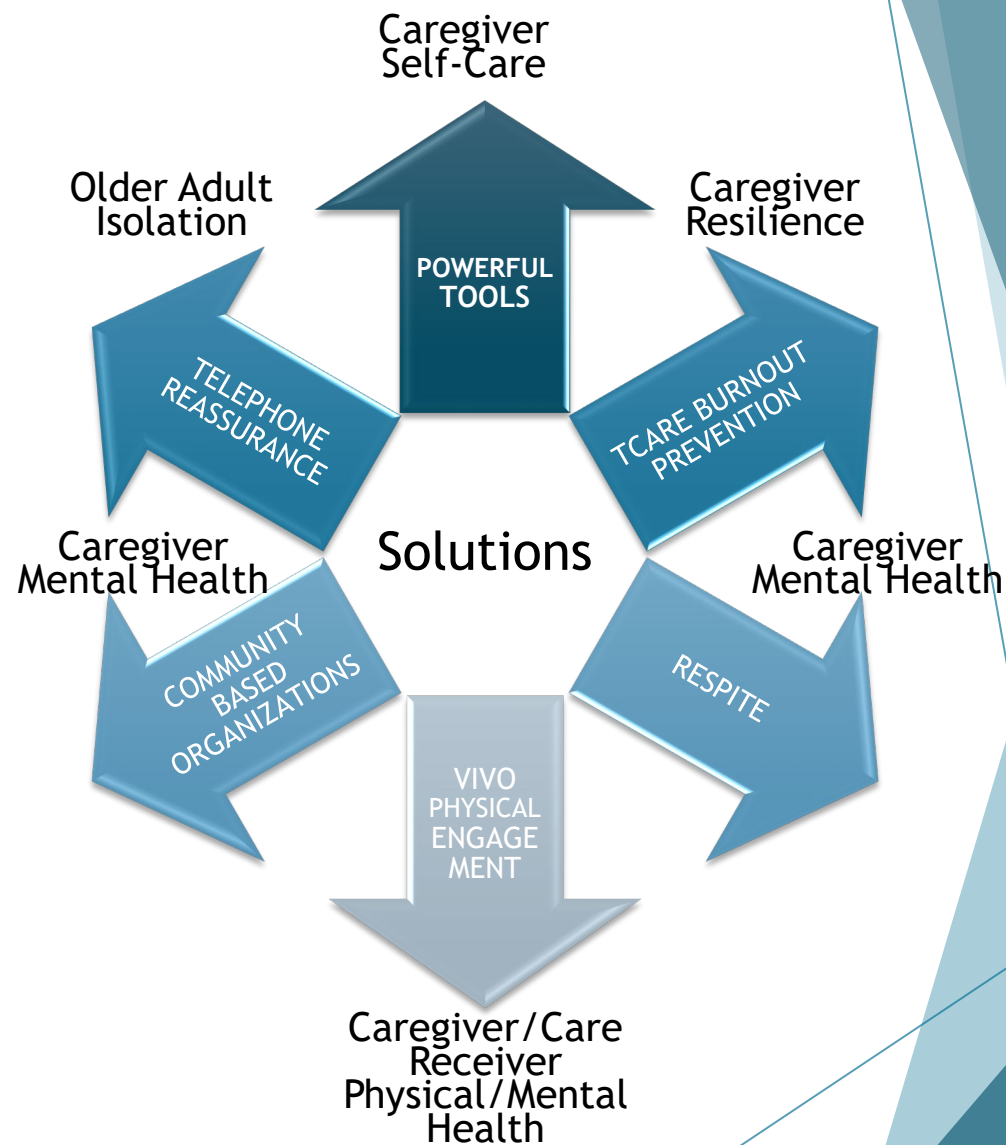 Caregiver
Self-Care
Older Adult
Isolation
Caregiver
Resilience
POWERFUL
TOOLS
TELEPHONE
REASSURANCE
TCARE BURNOUT
PREVENTION
Caregiver
Mental Health
Solutions
Caregiver
Mental Health
COMMUNITY
BASED
ORGANIZATIONS
RESPITE
VIVO
PHYSICAL
ENGAGE
MENT
Caregiver/Care
Receiver
Physical/Mental
Health